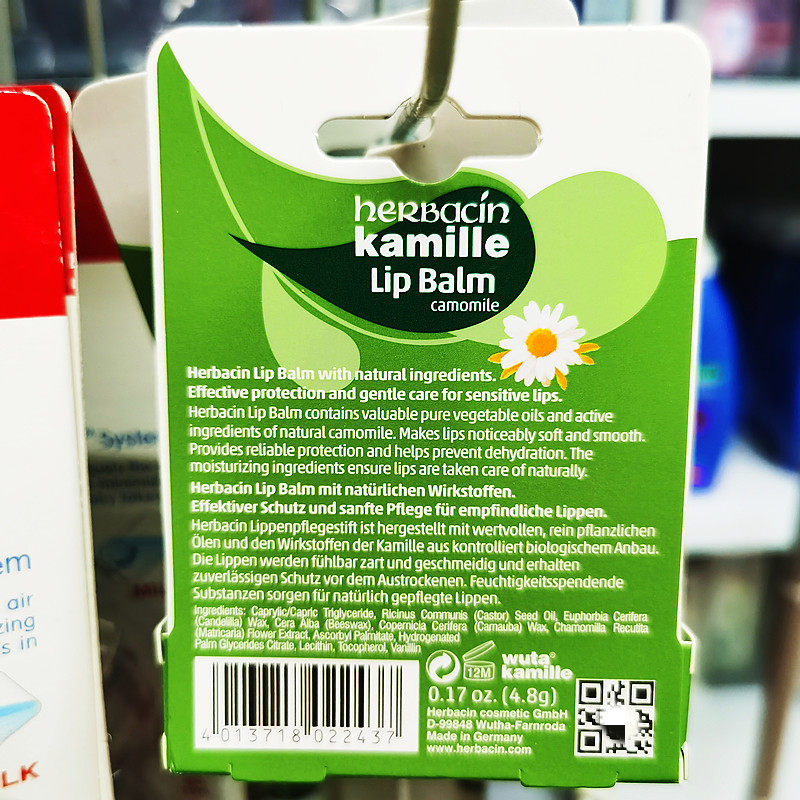 herbacin
kamille
Lip Balm
camomile
Herbacin Lip Balm with natural ingredients.
Effective protection and gentle care for sensitive lips.
Herbacin Lip Balm contains valuable pure vegetable oils and active
ingredients of natural camomile. Makes lips noticeably soft and smooth.
Provides reliable protection and helps prevent dehydration. The
moisturizing ingredients ensure lips are taken care of naturally.
Herbacin Lip Balm mit natürlichen Wirkstoffen.
Effektiver Schutz und sanfte Pflege für empfindliche Lippen.
Herbacin Lippenpflegestift ist hergestellt mit wertvollen, rein pflanzlichen
Ölen und den Wirkstoffen der Kamille aus kontrolliert biologischem Anbau.
Die Lippen werden fühlbar zart und geschmeidig und erhalten
zuverlässigen Schutz vor dem Austrocknenen. Feuchtigkeitsspendende
Substanzen sorgen für natürlich gepflegte Lippen.
Ingredients: Caprylic/Capric Triglyceride, Ricinus Communis (Castor) Seed Oil, Euphorbia Cerifera
(Candelilla) Wax, Cera Alba (Beeswax), Copernicia Cerifera (Carnauba) Wax, Chamomilla Recutita
(Matricaria) Flower Extract, Ascorbyl Palmitate, Hydrogenated
Palm Glycerides Citrate, Lecithin, Tocopherol, Vanillin
12M
wuta®
kamille
0.17 oz. (4.8g)
Herbacin cosmetic GmbH
D-99848 Wutha-Farnroda
Made in Germany
www.herbacin.com
4 013718 022437
em
air
zing
s in
LK